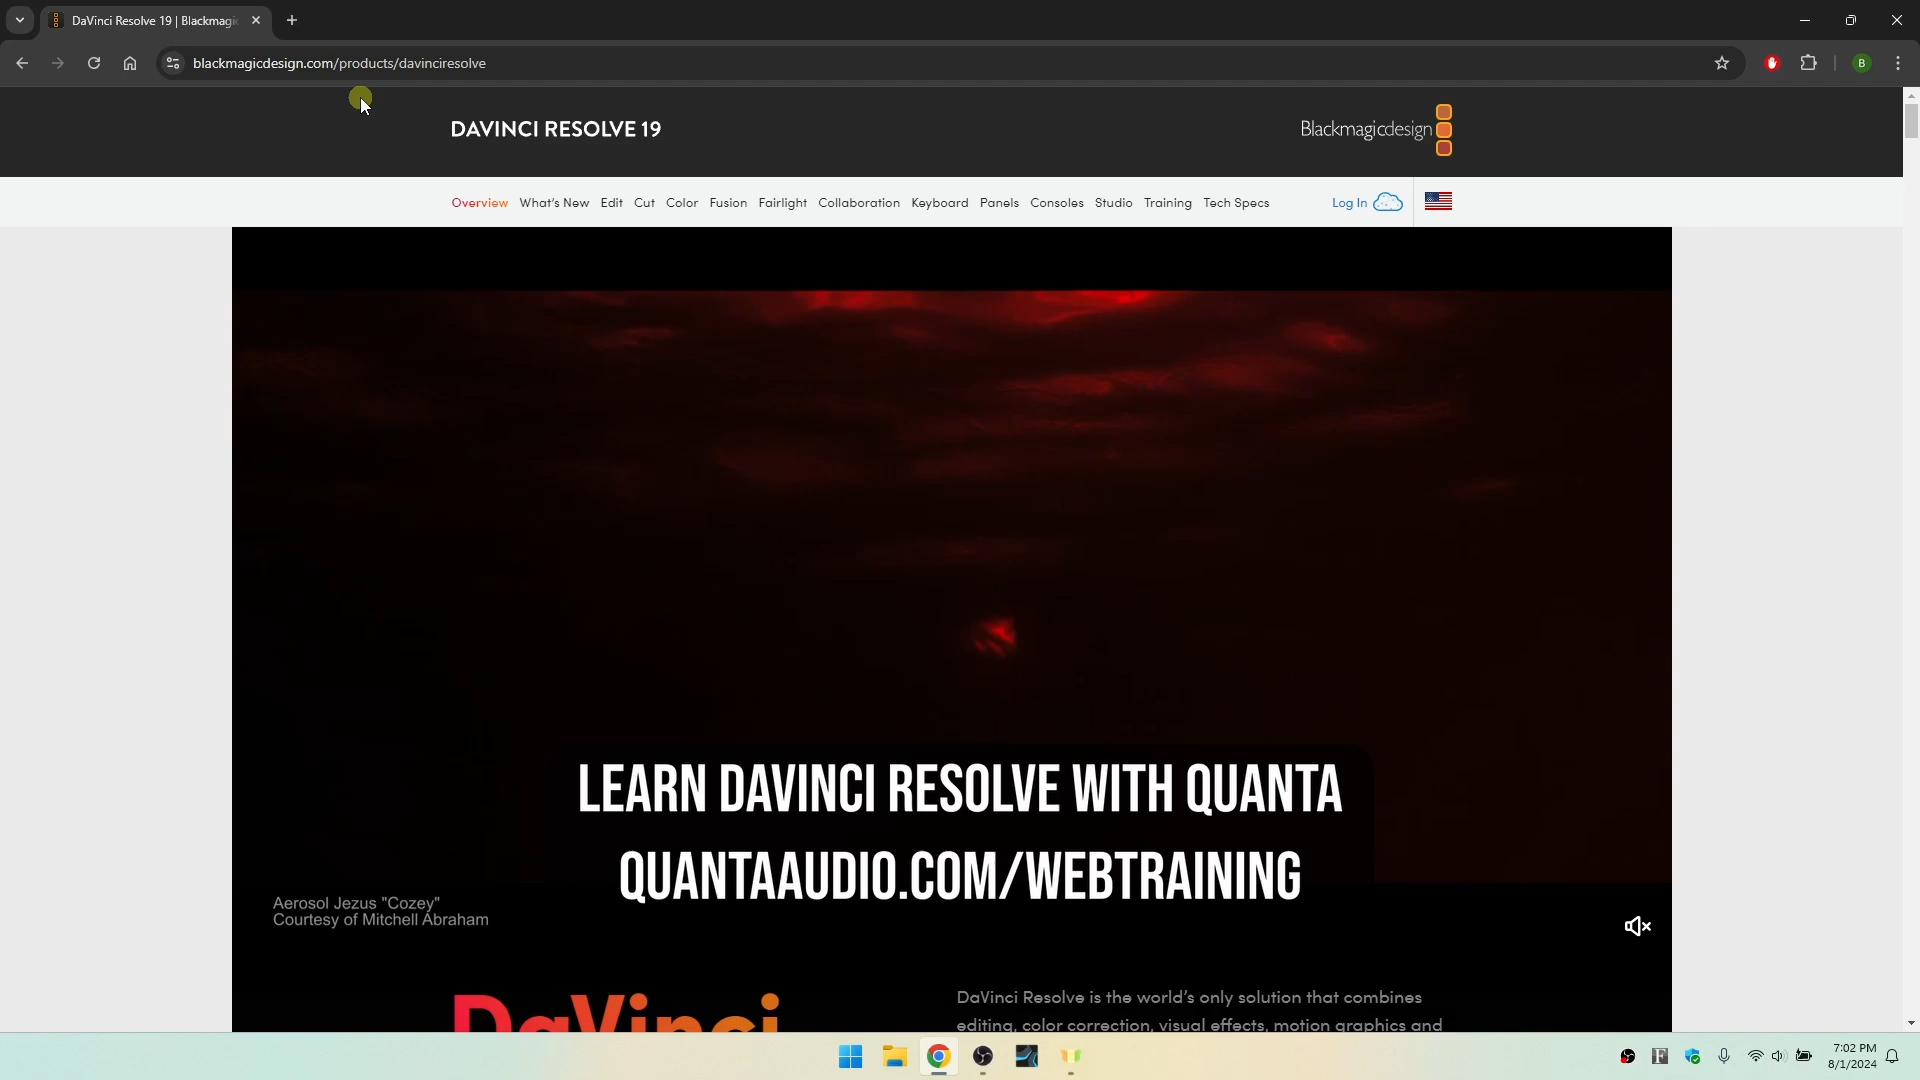 DaVinci Resolve 19 | Blackmagi
blackmagicdesign.com/products/davinciresolve
B
DAVINCI RESOLVE 19
Blackmagicdesign
Overview What's New Edit Cut Color Fusion Fairlight Collaboration Keyboard Panels Consoles Studio Training Tech Specs Log In
LEARN DAVINCI RESOLVE WITH QUANTA
QUANTAAUDIO.COM/WEBTRAINING
Aerosol Jezus "Cozey"
Courtesy of Mitchell Abraham
DaVinci
DaVinci Resolve is the world's only solution that combines
editing, color correction, visual effects, motion graphics and
7:02 PM
8/1/2024